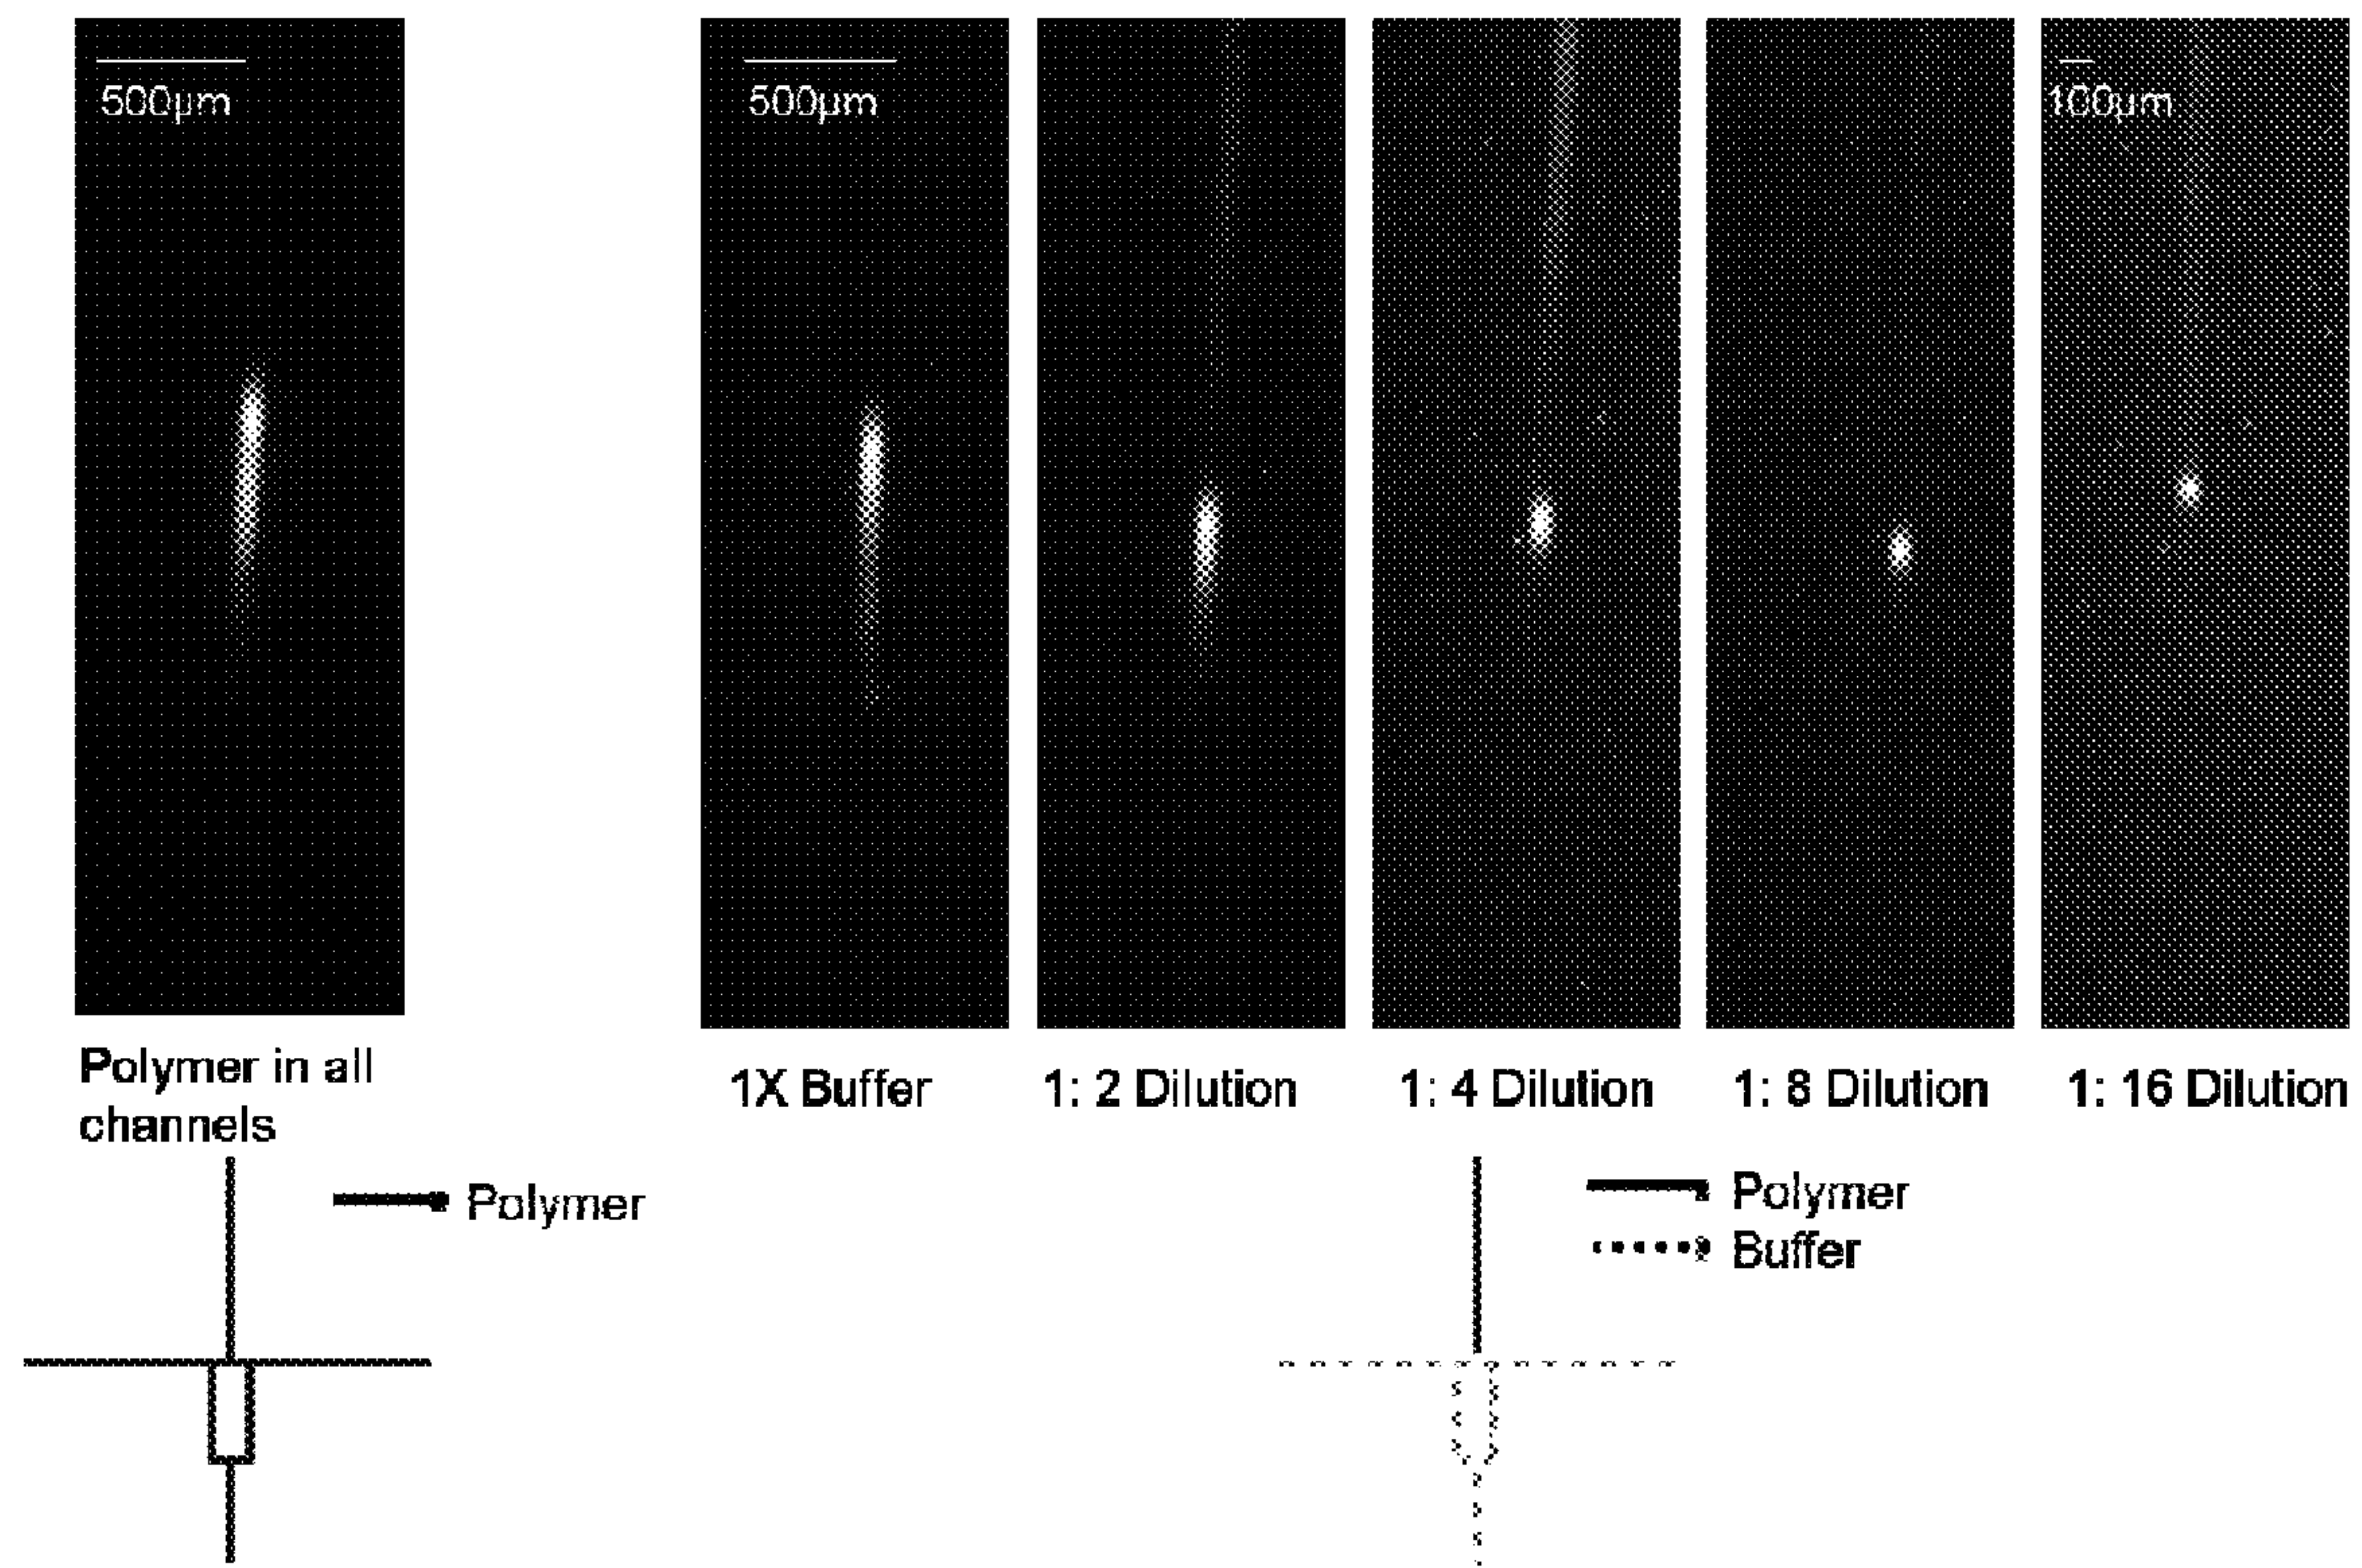 500µm
500µm
100µm
Polymer in all
channels
1X Buffer
1: 2 Dilution
1: 4 Dilution
1: 8 Dilution
1: 16 Dilution
Polymer
Polymer
Buffer